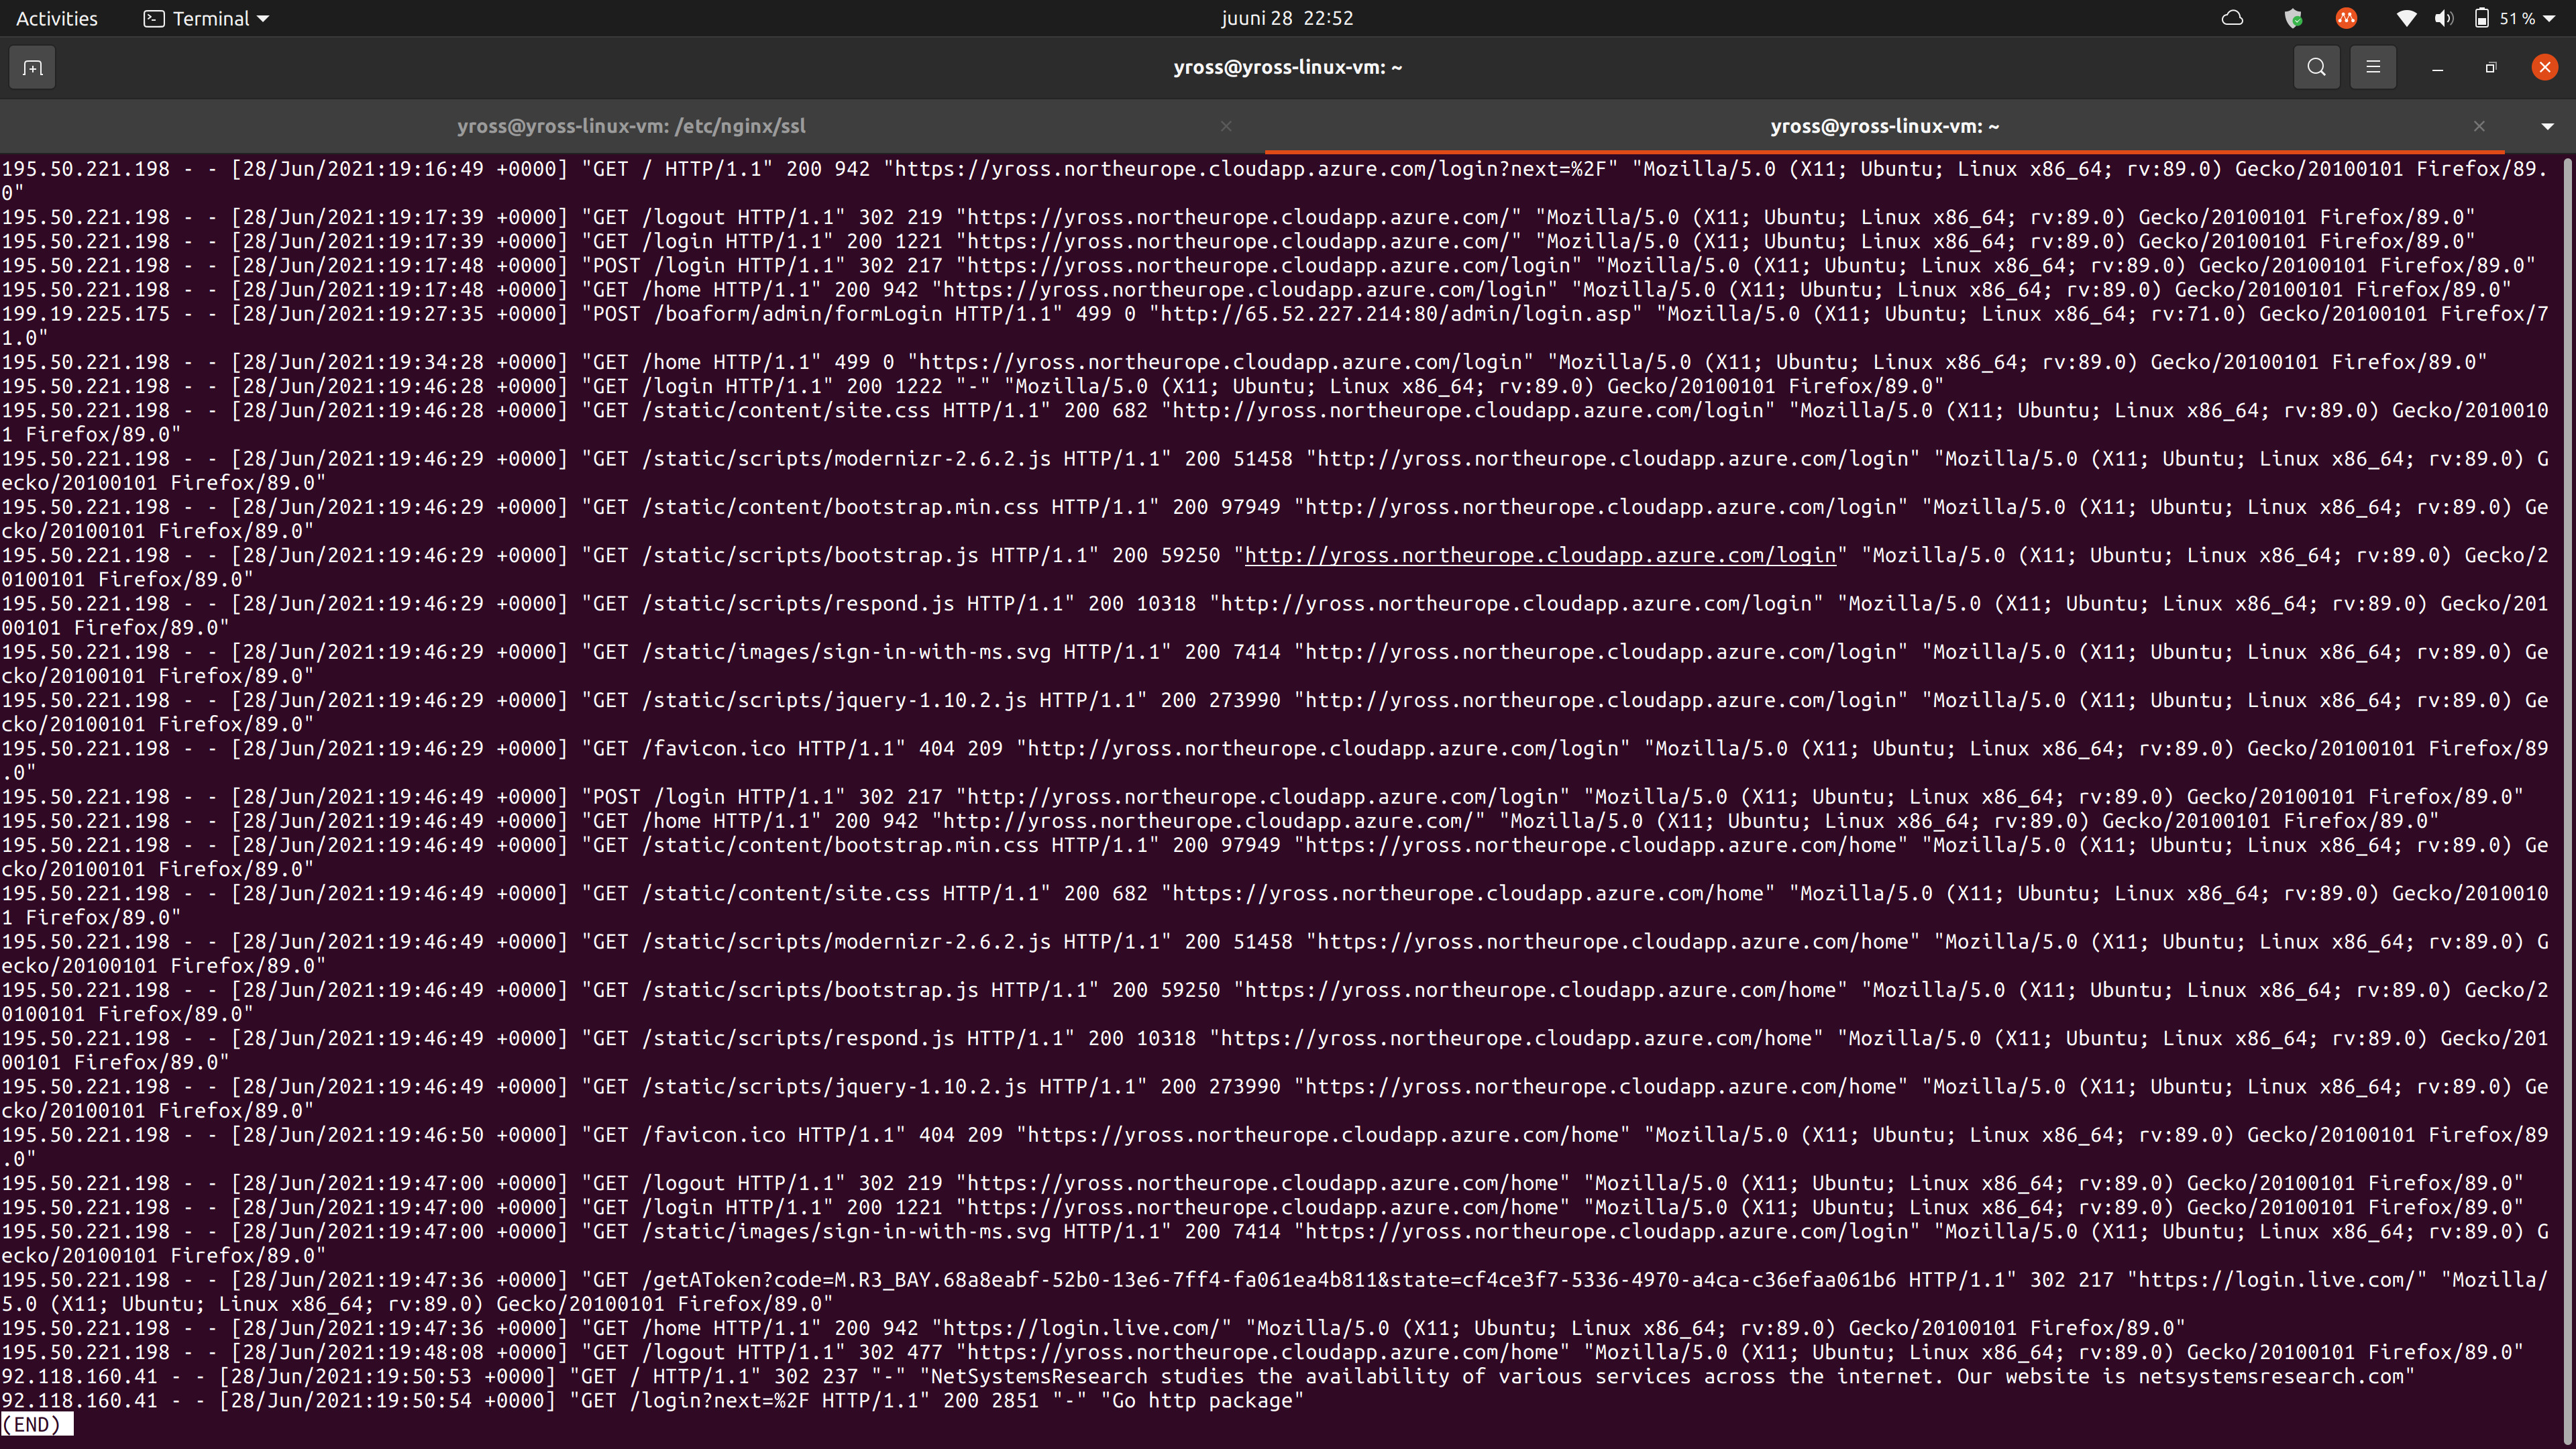 Activities
Terminal
juuni 28 22:52
51 %
yross@yross-linux-vm: ~
yross@yross-linux-vm: /etc/nginx/ssl
yross@yross-linux-vm: ~
195.50.221.198 - - [28/Jun/2021:19:16:49 +0000] "GET / HTTP/1.1" 200 942 "https://yross.northeurope.cloudapp.azure.com/login?next=%2F" "Mozilla/5.0 (X11; Ubuntu; Linux x86_64; rv:89.0) Gecko/20100101 Firefox/89.
0"
195.50.221.198 - - [28/Jun/2021:19:17:39 +0000] "GET /logout HTTP/1.1" 302 219 "https://yross.northeurope.cloudapp.azure.com/" "Mozilla/5.0 (X11; Ubuntu; Linux x86_64; rv:89.0) Gecko/20100101 Firefox/89.0"
195.50.221.198 - - [28/Jun/2021:19:17:39 +0000] "GET /login HTTP/1.1" 200 1221 "https://yross.northeurope.cloudapp.azure.com/" "Mozilla/5.0 (X11; Ubuntu; Linux x86_64; rv:89.0) Gecko/20100101 Firefox/89.0"
195.50.221.198 - - [28/Jun/2021:19:17:48 +0000] "POST /login HTTP/1.1" 302 217 "https://yross.northeurope.cloudapp.azure.com/login" "Mozilla/5.0 (X11; Ubuntu; Linux x86_64; rv:89.0) Gecko/20100101 Firefox/89.0"
195.50.221.198 - - [28/Jun/2021:19:17:48 +0000] "GET /home HTTP/1.1" 200 942 "https://yross.northeurope.cloudapp.azure.com/login" "Mozilla/5.0 (X11; Ubuntu; Linux x86_64; rv:89.0) Gecko/20100101 Firefox/89.0"
199.19.225.175 - - [28/Jun/2021:19:27:35 +0000] "POST /boaform/admin/formLogin HTTP/1.1" 499 0 "http://65.52.227.214:80/admin/login.asp" "Mozilla/5.0 (X11; Ubuntu; Linux x86_64; rv:71.0) Gecko/20100101 Firefox/7
1.0"
195.50.221.198 - - [28/Jun/2021:19:34:28 +0000] "GET /home HTTP/1.1" 499 0 "https://yross.northeurope.cloudapp.azure.com/login" "Mozilla/5.0 (X11; Ubuntu; Linux x86_64; rv:89.0) Gecko/20100101 Firefox/89.0"
195.50.221.198 - - [28/Jun/2021:19:46:28 +0000] "GET /login HTTP/1.1" 200 1222 "-" "Mozilla/5.0 (X11; Ubuntu; Linux x86_64; rv:89.0) Gecko/20100101 Firefox/89.0"
195.50.221.198 - - [28/Jun/2021:19:46:28 +0000] "GET /static/content/site.css HTTP/1.1" 200 682 "http://yross.northeurope.cloudapp.azure.com/login" "Mozilla/5.0 (X11; Ubuntu; Linux x86_64; rv:89.0) Gecko/2010010
1 Firefox/89.0"
195.50.221.198 - - [28/Jun/2021:19:46:29 +0000] "GET /static/scripts/modernizr-2.6.2.js HTTP/1.1" 200 51458 "http://yross.northeurope.cloudapp.azure.com/login" "Mozilla/5.0 (X11; Ubuntu; Linux x86_64; rv:89.0) G
ecko/20100101 Firefox/89.0"
195.50.221.198 - - [28/Jun/2021:19:46:29 +0000] "GET /static/content/bootstrap.min.css HTTP/1.1" 200 97949 "http://yross.northeurope.cloudapp.azure.com/login" "Mozilla/5.0 (X11; Ubuntu; Linux x86_64; rv:89.0) Ge
cko/20100101 Firefox/89.0"
195.50.221.198 - - [28/Jun/2021:19:46:29 +0000] "GET /static/scripts/bootstrap.js HTTP/1.1" 200 59250 "http://yross.northeurope.cloudapp.azure.com/login" "Mozilla/5.0 (X11; Ubuntu; Linux x86_64; rv:89.0) Gecko/2
0100101 Firefox/89.0"
195.50.221.198 - - [28/Jun/2021:19:46:29 +0000] "GET /static/scripts/respond.js HTTP/1.1" 200 10318 "http://yross.northeurope.cloudapp.azure.com/login" "Mozilla/5.0 (X11; Ubuntu; Linux x86_64; rv:89.0) Gecko/201
00101 Firefox/89.0"
195.50.221.198 - - [28/Jun/2021:19:46:29 +0000] "GET /static/images/sign-in-with-ms.svg HTTP/1.1" 200 7414 "http://yross.northeurope.cloudapp.azure.com/login" "Mozilla/5.0 (X11; Ubuntu; Linux x86_64; rv:89.0) Ge
cko/20100101 Firefox/89.0"
195.50.221.198 - - [28/Jun/2021:19:46:29 +0000] "GET /static/scripts/jquery-1.10.2.js HTTP/1.1" 200 273990 "http://yross.northeurope.cloudapp.azure.com/login" "Mozilla/5.0 (X11; Ubuntu; Linux x86_64; rv:89.0) Ge
cko/20100101 Firefox/89.0"
195.50.221.198 - - [28/Jun/2021:19:46:29 +0000] "GET /favicon.ico HTTP/1.1" 404 209 "http://yross.northeurope.cloudapp.azure.com/login" "Mozilla/5.0 (X11; Ubuntu; Linux x86_64; rv:89.0) Gecko/20100101 Firefox/89
.0"
195.50.221.198 - - [28/Jun/2021:19:46:49 +0000] "POST /login HTTP/1.1" 302 217 "http://yross.northeurope.cloudapp.azure.com/login" "Mozilla/5.0 (X11; Ubuntu; Linux x86_64; rv:89.0) Gecko/20100101 Firefox/89.0"
195.50.221.198 - - [28/Jun/2021:19:46:49 +0000] "GET /home HTTP/1.1" 200 942 "http://yross.northeurope.cloudapp.azure.com/" "Mozilla/5.0 (X11; Ubuntu; Linux x86_64; rv:89.0) Gecko/20100101 Firefox/89.0"
195.50.221.198 - - [28/Jun/2021:19:46:49 +0000] "GET /static/content/bootstrap.min.css HTTP/1.1" 200 97949 "https://yross.northeurope.cloudapp.azure.com/home" "Mozilla/5.0 (X11; Ubuntu; Linux x86_64; rv:89.0) Ge
cko/20100101 Firefox/89.0"
195.50.221.198 - - [28/Jun/2021:19:46:49 +0000] "GET /static/content/site.css HTTP/1.1" 200 682 "https://yross.northeurope.cloudapp.azure.com/home" "Mozilla/5.0 (X11; Ubuntu; Linux x86_64; rv:89.0) Gecko/2010010
1 Firefox/89.0"
195.50.221.198 - - [28/Jun/2021:19:46:49 +0000] "GET /static/scripts/modernizr-2.6.2.js HTTP/1.1" 200 51458 "https://yross.northeurope.cloudapp.azure.com/home" "Mozilla/5.0 (X11; Ubuntu; Linux x86_64; rv:89.0) G
ecko/20100101 Firefox/89.0"
195.50.221.198 - - [28/Jun/2021:19:46:49 +0000] "GET /static/scripts/bootstrap.js HTTP/1.1" 200 59250 "https://yross.northeurope.cloudapp.azure.com/home" "Mozilla/5.0 (X11; Ubuntu; Linux x86_64; rv:89.0) Gecko/2
0100101 Firefox/89.0"
195.50.221.198 - - [28/Jun/2021:19:46:49 +0000] "GET /static/scripts/respond.js HTTP/1.1" 200 10318 "https://yross.northeurope.cloudapp.azure.com/home" "Mozilla/5.0 (X11; Ubuntu; Linux x86_64; rv:89.0) Gecko/201
00101 Firefox/89.0"
195.50.221.198 - - [28/Jun/2021:19:46:49 +0000] "GET /static/scripts/jquery-1.10.2.js HTTP/1.1" 200 273990 "https://yross.northeurope.cloudapp.azure.com/home" "Mozilla/5.0 (X11; Ubuntu; Linux x86_64; rv:89.0) Ge
cko/20100101 Firefox/89.0"
195.50.221.198 - - [28/Jun/2021:19:46:50 +0000] "GET /favicon.ico HTTP/1.1" 404 209 "https://yross.northeurope.cloudapp.azure.com/home" "Mozilla/5.0 (X11; Ubuntu; Linux x86_64; rv:89.0) Gecko/20100101 Firefox/89
.0"
195.50.221.198 - - [28/Jun/2021:19:47:00 +0000] "GET /logout HTTP/1.1" 302 219 "https://yross.northeurope.cloudapp.azure.com/home" "Mozilla/5.0 (X11; Ubuntu; Linux x86_64; rv:89.0) Gecko/20100101 Firefox/89.0"
195.50.221.198 - - [28/Jun/2021:19:47:00 +0000] "GET /login HTTP/1.1" 200 1221 "https://yross.northeurope.cloudapp.azure.com/home" "Mozilla/5.0 (X11; Ubuntu; Linux x86_64; rv:89.0) Gecko/20100101 Firefox/89.0"
195.50.221.198 - - [28/Jun/2021:19:47:00 +0000] "GET /static/images/sign-in-with-ms.svg HTTP/1.1" 200 7414 "https://yross.northeurope.cloudapp.azure.com/login" "Mozilla/5.0 (X11; Ubuntu; Linux x86_64; rv:89.0) G
ecko/20100101 Firefox/89.0"
195.50.221.198 - - [28/Jun/2021:19:47:36 +0000] "GET /getAToken?code=M.R3_BAY.68a8eabf-52b0-13e6-7ff4-fa061ea4b811&state=cf4ce3f7-5336-4970-a4ca-c36efaa061b6 HTTP/1.1" 302 217 "https://login.live.com/" "Mozilla/
5.0 (X11; Ubuntu; Linux x86_64; rv:89.0) Gecko/20100101 Firefox/89.0"
195.50.221.198 - - [28/Jun/2021:19:47:36 +0000] "GET /home HTTP/1.1" 200 942 "https://login.live.com/" "Mozilla/5.0 (X11; Ubuntu; Linux x86_64; rv:89.0) Gecko/20100101 Firefox/89.0"
195.50.221.198 - - [28/Jun/2021:19:48:08 +0000] "GET /logout HTTP/1.1" 302 477 "https://yross.northeurope.cloudapp.azure.com/home" "Mozilla/5.0 (X11; Ubuntu; Linux x86_64; rv:89.0) Gecko/20100101 Firefox/89.0"
92.118.160.41 - - [28/Jun/2021:19:50:53 +0000] "GET / HTTP/1.1" 302 237 "-" "NetSystemsResearch studies the availability of various services across the internet. Our website is netsystemsresearch.com"
92.118.160.41 - - [28/Jun/2021:19:50:54 +0000] "GET /login?next=%2F HTTP/1.1" 200 2851 "-" "Go http package"
(END)